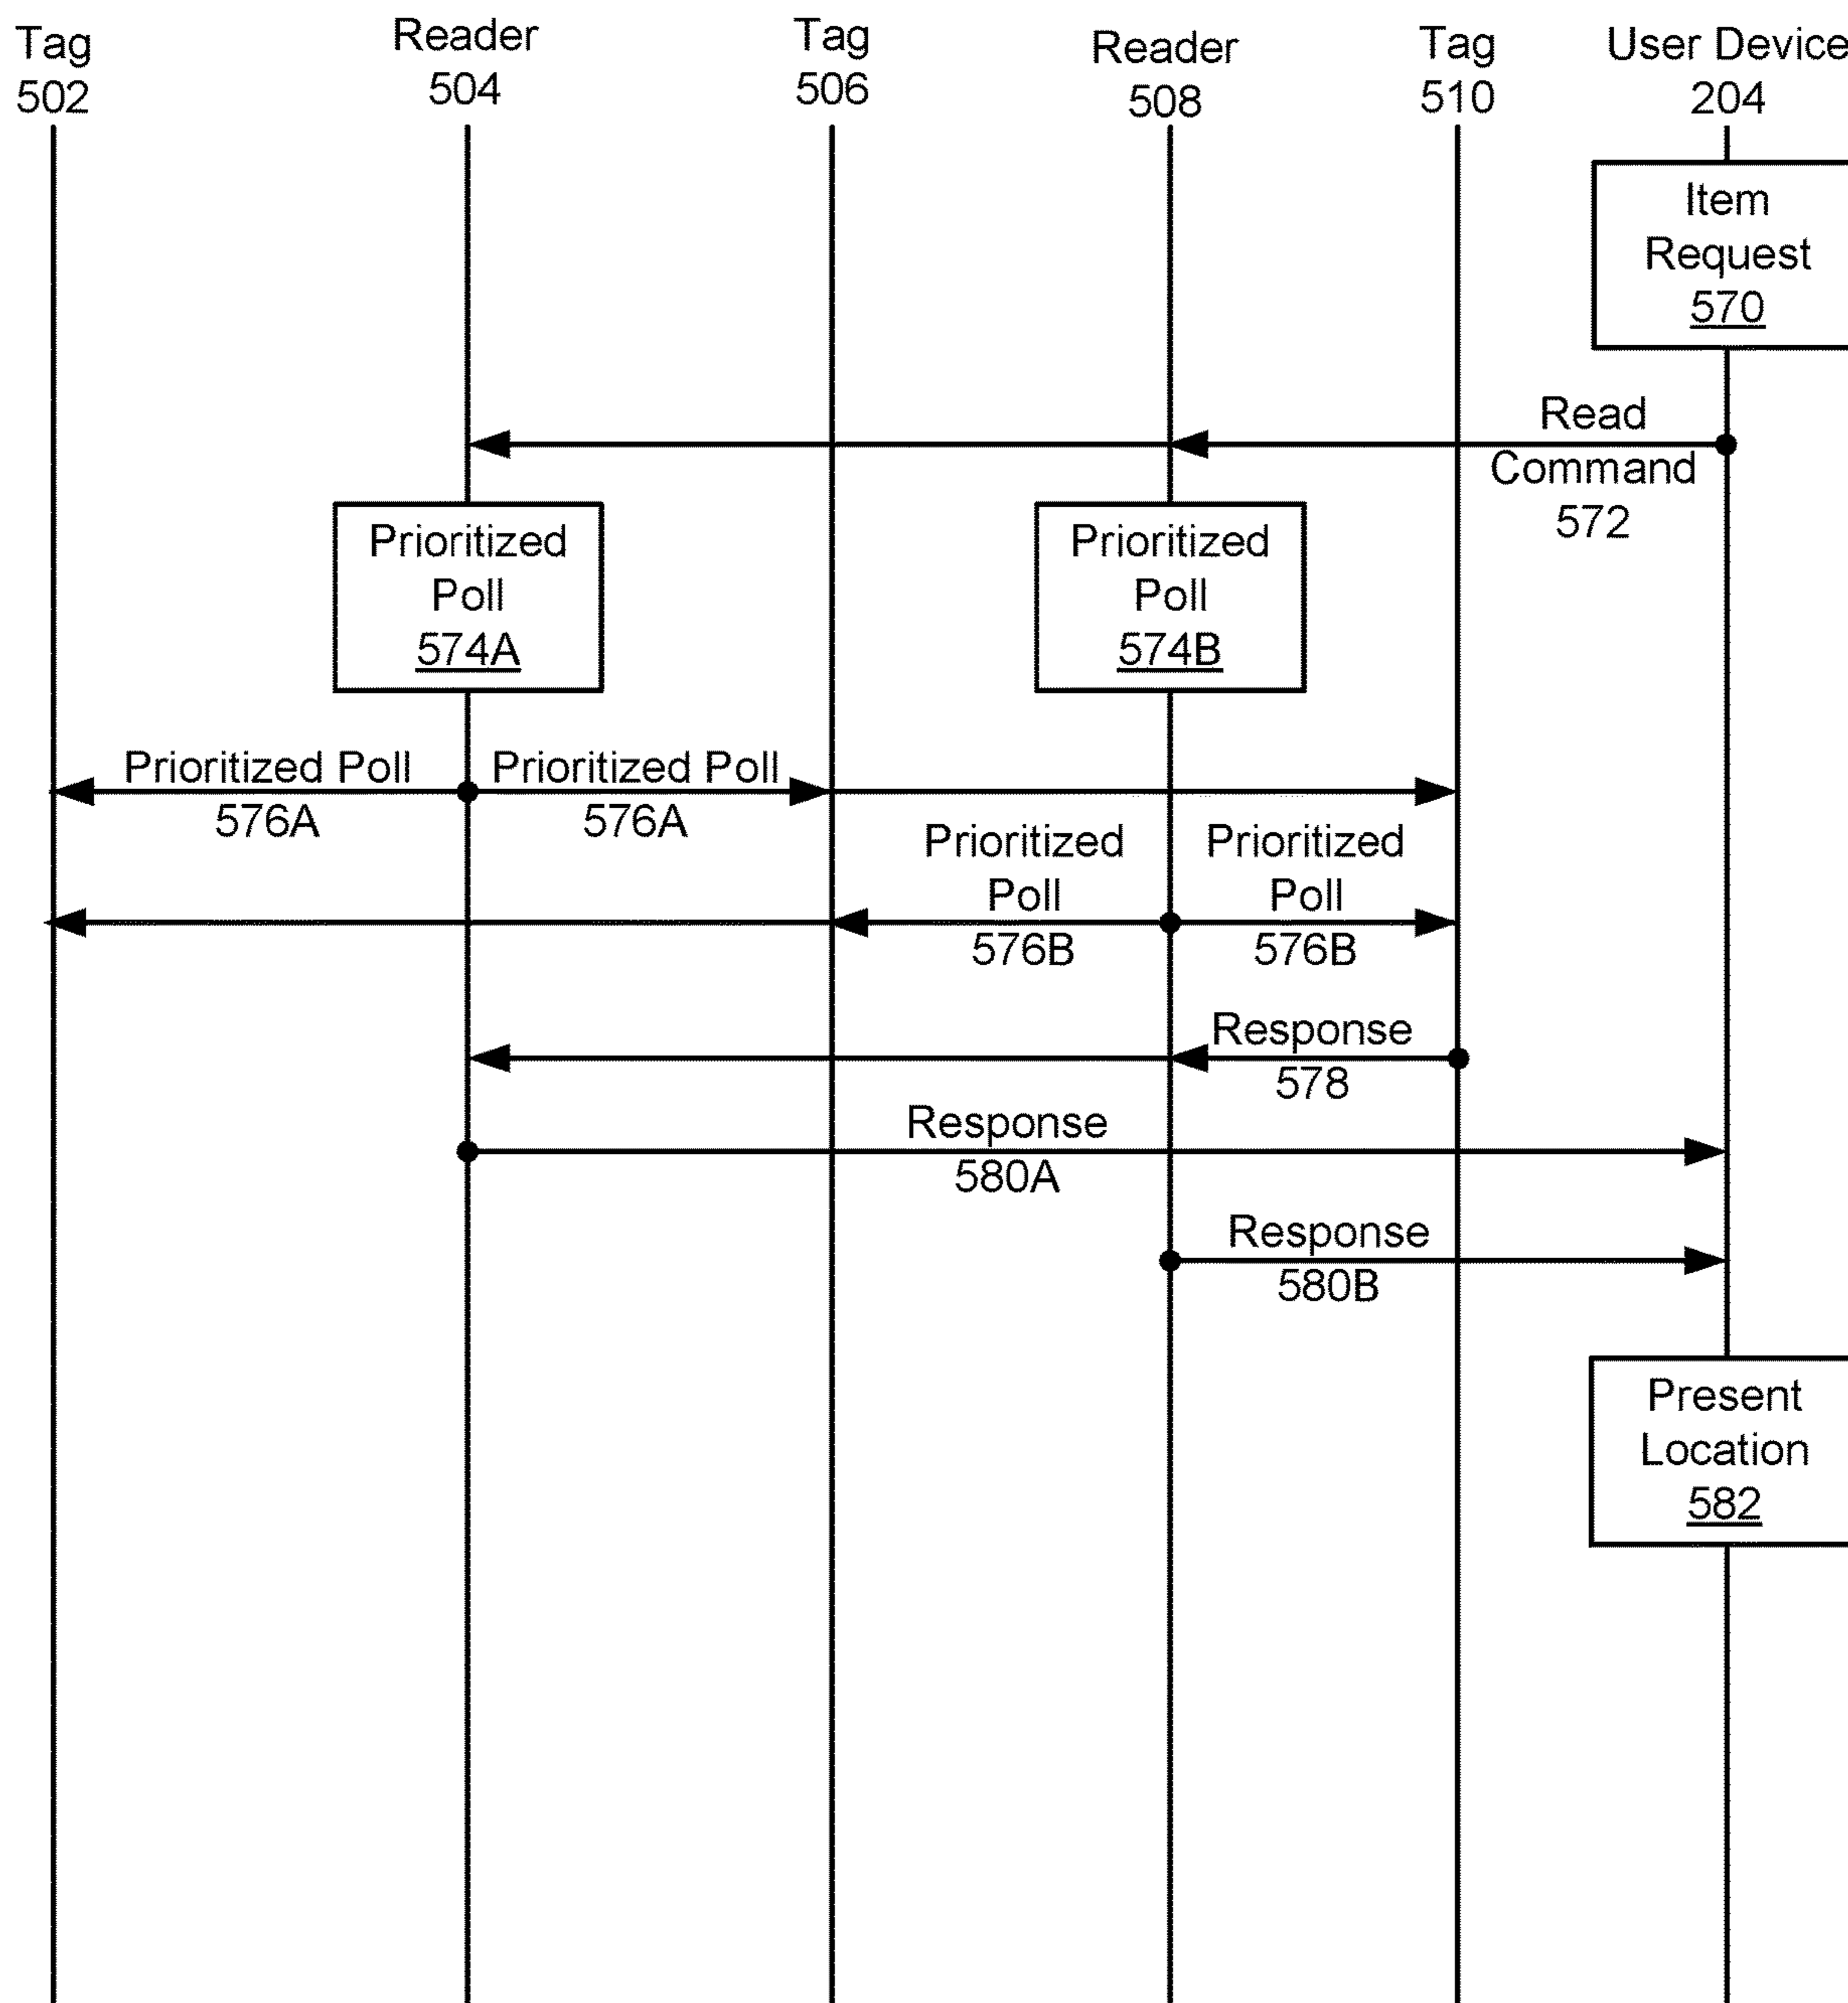 Tag
502
Reader
504
Tag
506
Reader
508
Tag
510
User Device
204
Item
Request
570
Read
Command
572
Prioritized
Poll
574A
Prioritized
Poll
574B
Prioritized Poll
576A
Prioritized Poll
576A
Prioritized
Poll
576B
Prioritized
Poll
576B
Response
578
Response
580A
Response
580B
Present
Location
582